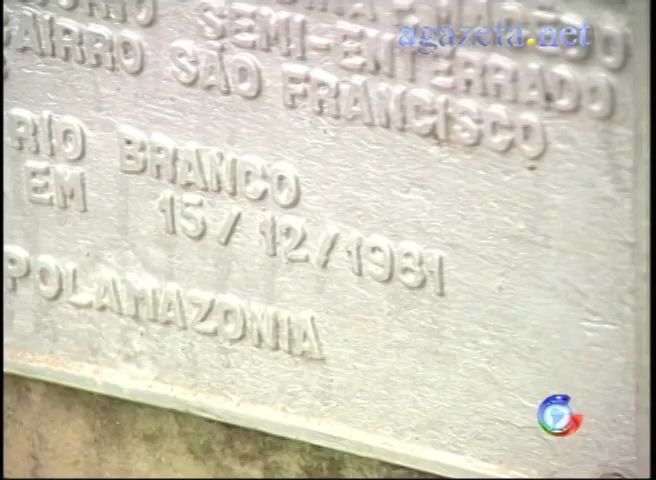 agazeta.net
SEMI-ENTERRADO
BAIRRO SÃO FRANCISCO
RIO BRANCO
EM 15/12/1981
POLAMAZONIA